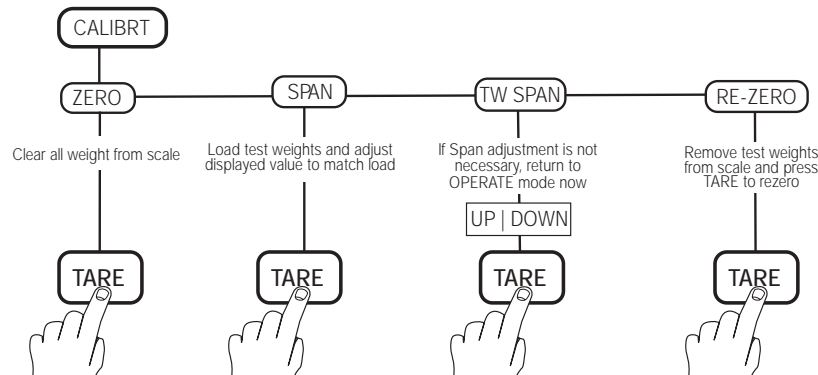 CALIBRT
ZERO
SPAN
TW SPAN
RE-ZERO
Clear all weight from scale
Load test weights and adjust
displayed value to match load
If Span adjustment is not
necessary, return to
OPERATE mode now
Remove test weights
from scale and press
TARE to rezero
UP | DOWN
TARE
TARE
TARE
TARE